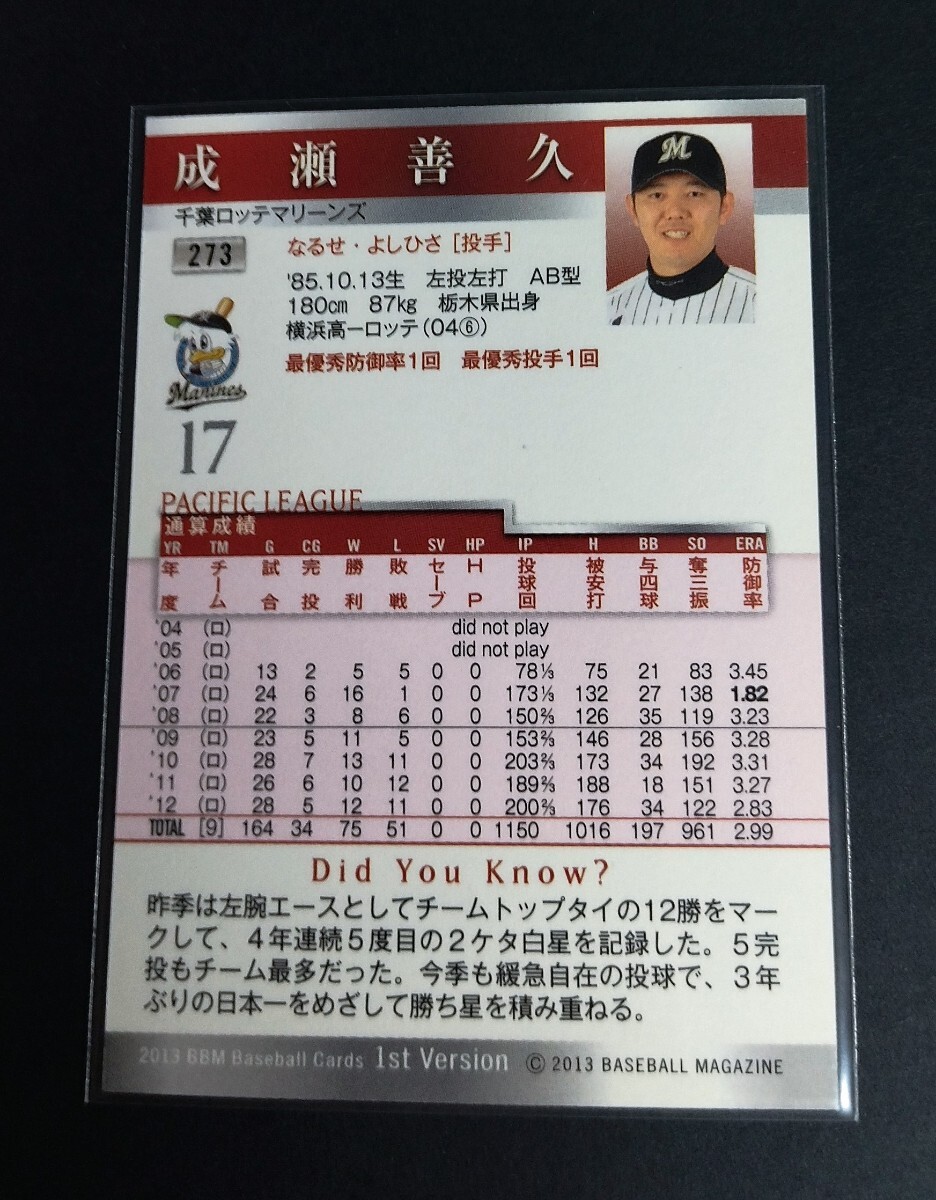 成瀬善久
M
千葉ロッテマリーンズ
273
なるせ・よしひさ [投手]
'85.10.13生 左投左打 AB型
180cm 87kg 栃木県出身
横浜高ーロッテ(04⑥)
最優秀防御率1回 最優秀投手1回
Marines
17
PACIFIC LEAGUE
通算成績
YR TM G CG W L SV HP IP H BB SO ERA
年度 チーム 試合 完投 勝利 敗戦 セーブ HP 投球回 被安打 与四球 奪三振 防御率
'04 (ロ) did not play
'05 (ロ) did not play
'06 (ロ) 13 2 5 5 0 0 78⅓ 75 21 83 3.45
'07 (ロ) 24 6 16 1 0 0 173⅓ 132 27 138 1.82
'08 (ロ) 22 3 8 6 0 0 150⅔ 126 35 119 3.23
'09 (ロ) 23 5 11 5 0 0 153⅔ 146 28 156 3.28
'10 (ロ) 28 7 13 11 0 0 203⅔ 173 34 192 3.31
'11 (ロ) 26 6 10 12 0 0 189⅔ 188 18 151 3.27
'12 (ロ) 28 5 12 11 0 0 200⅔ 176 34 122 2.83
TOTAL [9] 164 34 75 51 0 0 1150 1016 197 961 2.99
Did You Know?
昨季は左腕エースとしてチームトップタイの12勝をマー
クして、4年連続5度目の2ケタ白星を記録した。5完
投もチーム最多だった。今季も緩急自在の投球で、3年
ぶりの日本一をめざして勝ち星を積み重ねる。
2013 BBM Baseball Cards 1st Version © 2013 BASEBALL MAGAZINE